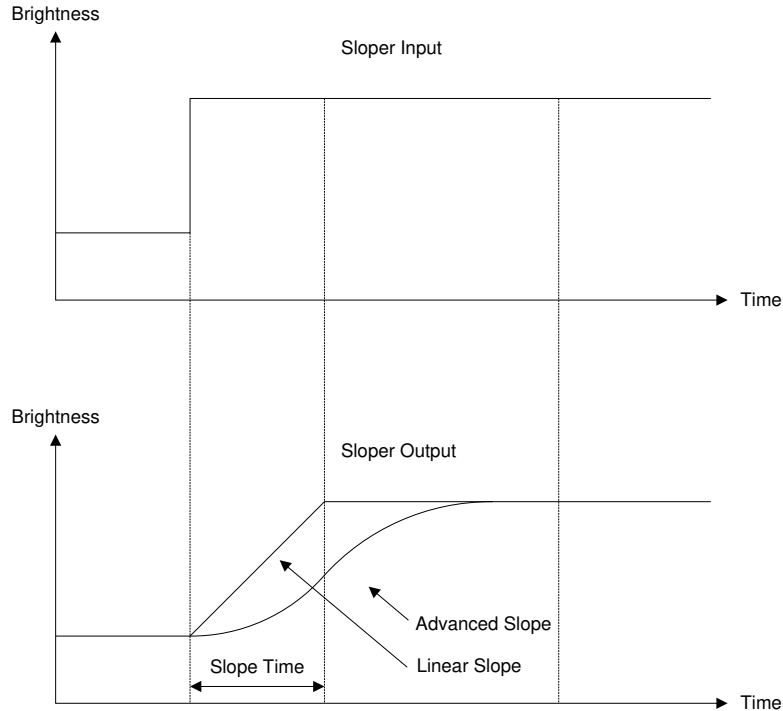 Brightness
Sloper Input
Time
Brightness
Sloper Output
Advanced Slope
Slope Time
Linear Slope
Time